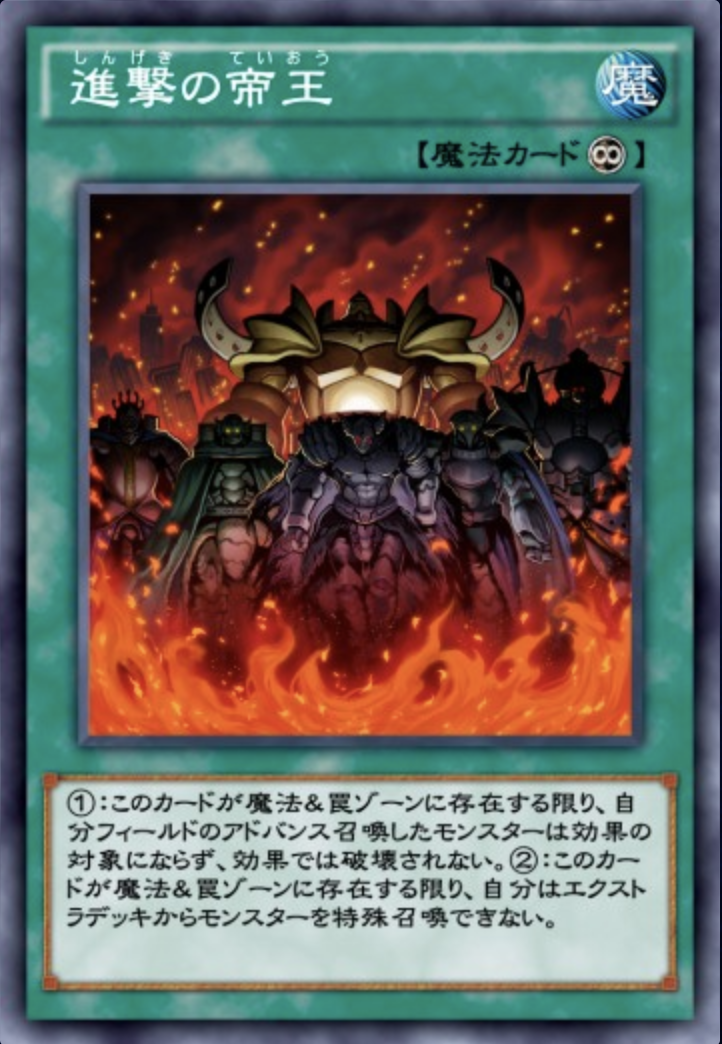 しんげき ていおう
進撃の帝王
魔
【魔法カード♾】
①：このカードが魔法&罠ゾーンに存在する限り、自
分フィールドのアドバンス召喚したモンスターは効果の
対象にならず、効果では破壊されない。②：このカー
ドが魔法&罠ゾーンに存在する限り、自分はエクスト
ラデッキからモンスターを特殊召喚できない。